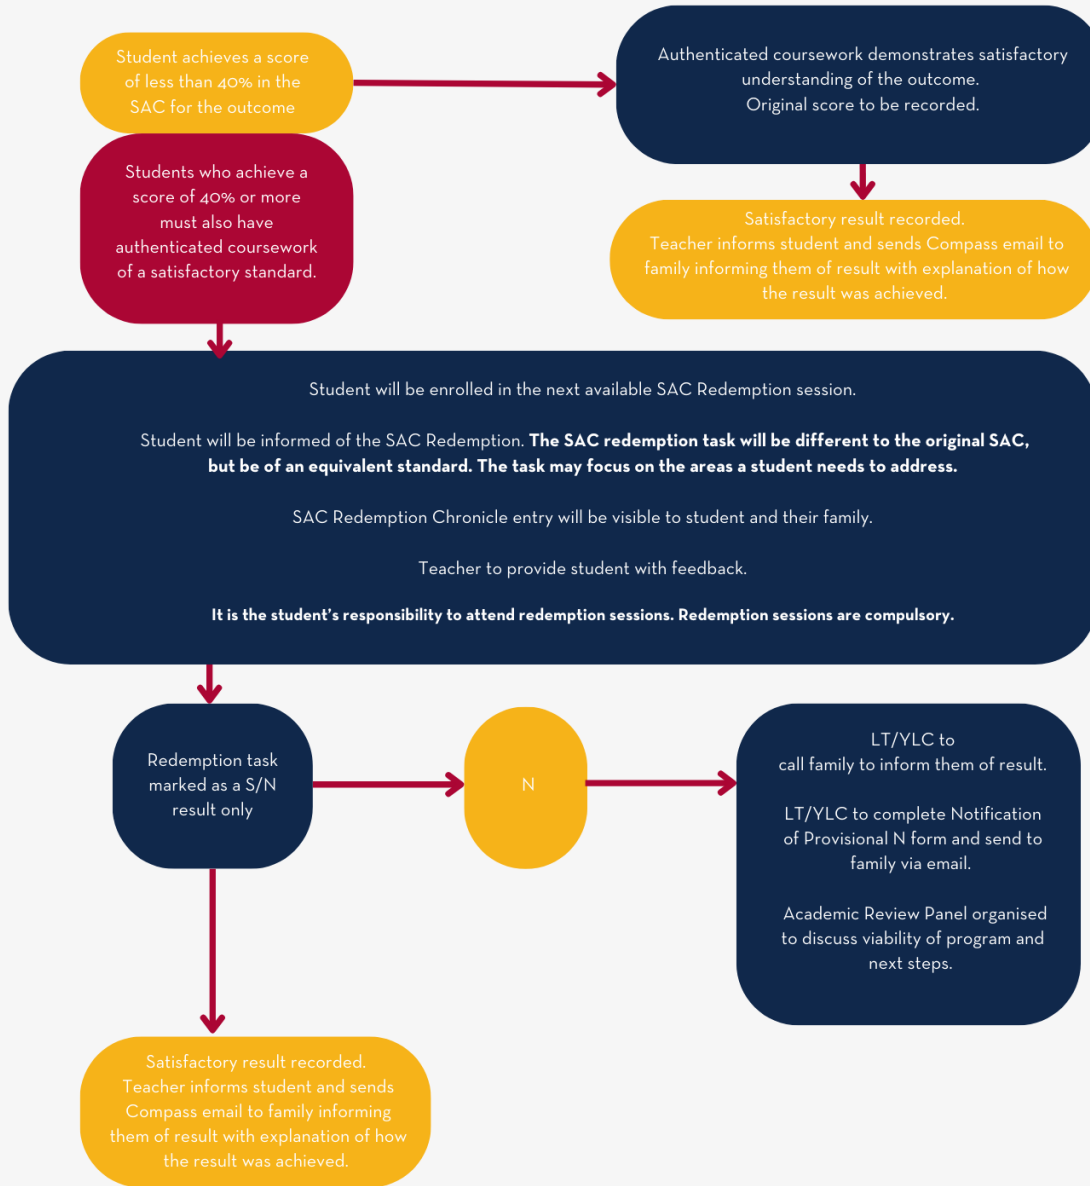 Student achieves a score
of less than 40% in the
SAC for the outcome
Authenticated coursework demonstrates satisfactory
understanding of the outcome.
Original score to be recorded.
Students who achieve a
score of 40% or more
must also have
authenticated coursework
of a satisfactory standard.
Satisfactory result recorded.
Teacher informs student and sends Compass email to
family informing them of result with explanation of how
the result was achieved.
Student will be enrolled in the next available SAC Redemption session.
Student will be informed of the SAC Redemption. The SAC redemption task will be different to the original SAC,
but be of an equivalent standard. The task may focus on the areas a student needs to address.
SAC Redemption Chronicle entry will be visible to student and their family.
Teacher to provide student with feedback.
It is the student's responsibility to attend redemption sessions. Redemption sessions are compulsory.
Redemption task
marked as a S/N
result only
N
LT/YLC to
call family to inform them of result.
LT/YLC to complete Notification
of Provisional N form and send to
family via email.
Academic Review Panel organised
to discuss viability of program and
next steps.
Satisfactory result recorded.
Teacher informs student and sends
Compass email to family informing
them of result with explanation of how
the result was achieved.